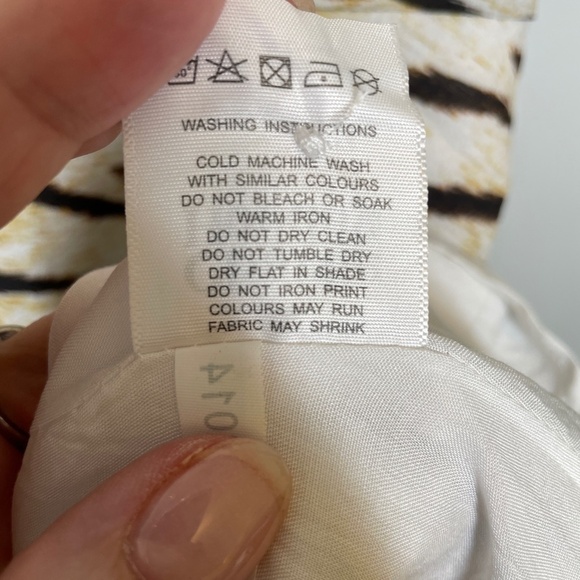 WASHING INSTRUCTIONS
COLD MACHINE WASH
WITH SIMILAR COLOURS
DO NOT BLEACH OR SOAK
WARM IRON
DO NOT DRY CLEAN
DO NOT TUMBLE DRY
DRY FLAT IN SHADE
DO NOT IRON PRINT
COLOURS MAY RUN
FABRIC MAY SHRINK